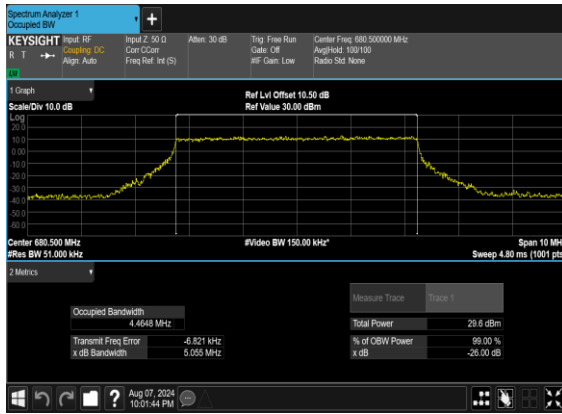 Spectrum Analyzer 1
Occupied BW
+
KEYSIGHT
R T
LXI
Input: RF
Coupling: DC
Align: Auto
Input Z: 50 Ω
Corr CCorr
Freq Ref: Int (S)
Atten: 30 dB
Trig: Free Run
Gate: Off
#IF Gain: Low
Center Freq: 680.500000 MHz
Avg|Hold: 100/100
Radio Std: None
1 Graph
Scale/Div 10.0 dB
Ref Lvl Offset 10.50 dB
Ref Value 30.00 dBm
Log
20.0
10.0
0.00
-10.0
-20.0
-30.0
-40.0
-50.0
-60.0
Center 680.500 MHz
#Video BW 150.00 kHz*
Span 10 MH
#Res BW 51.000 kHz
Sweep 4.80 ms (1001 pts
2 Metrics
Measure Trace
Trace 1
Occupied Bandwidth
4.4648 MHz
Total Power
29.6 dBm
Transmit Freq Error
-6.821 kHz
% of OBW Power
99.00 %
x dB Bandwidth
5.055 MHz
x dB
-26.00 dB
?
Aug 07, 2024
10:01:44 PM